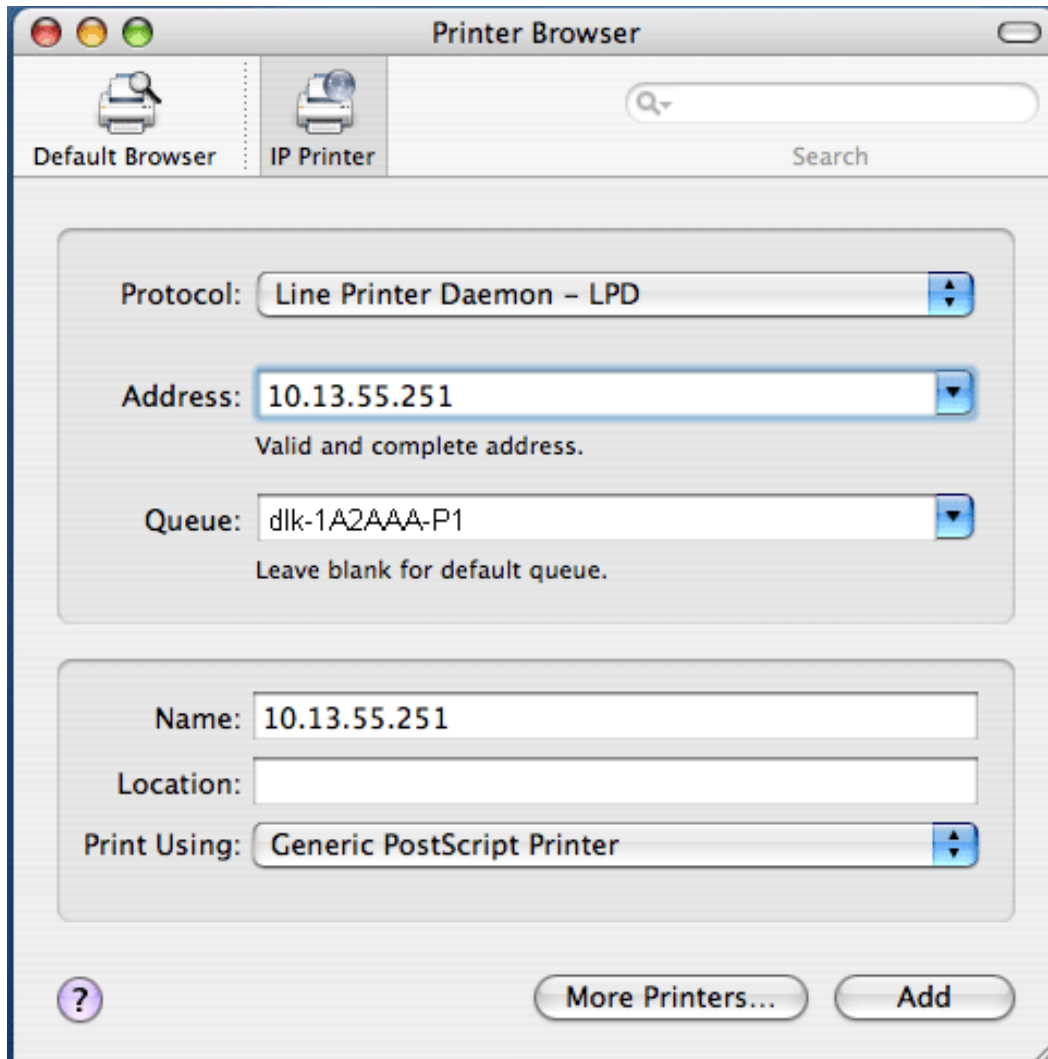 Printer Browser
Default Browser
IP Printer
Search
Protocol: Line Printer Daemon – LPD
Address: 10.13.55.251
Valid and complete address.
Queue: dlk-1A2AAA-P1
Leave blank for default queue.
Name: 10.13.55.251
Location:
Print Using: Generic PostScript Printer
?
More Printers...
Add